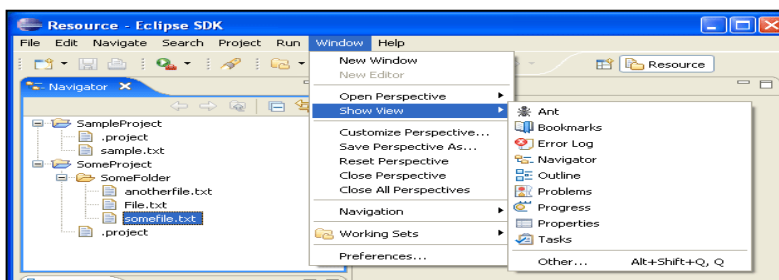 Resource - Eclipse SDK
File Edit Navigate Search Project Run Window Help
Resource
Navigator
SampleProject
.project
sample.txt
SomeProject
SomeFolder
anotherfile.txt
File.txt
somefile.txt
.project
New Window
New Editor
Open Perspective
Show View
Customize Perspective...
Save Perspective As...
Reset Perspective
Close Perspective
Close All Perspectives
Navigation
Working Sets
Preferences...
Ant
Bookmarks
Error Log
Navigator
Outline
Problems
Progress
Properties
Tasks
Other... Alt+Shift+Q, Q